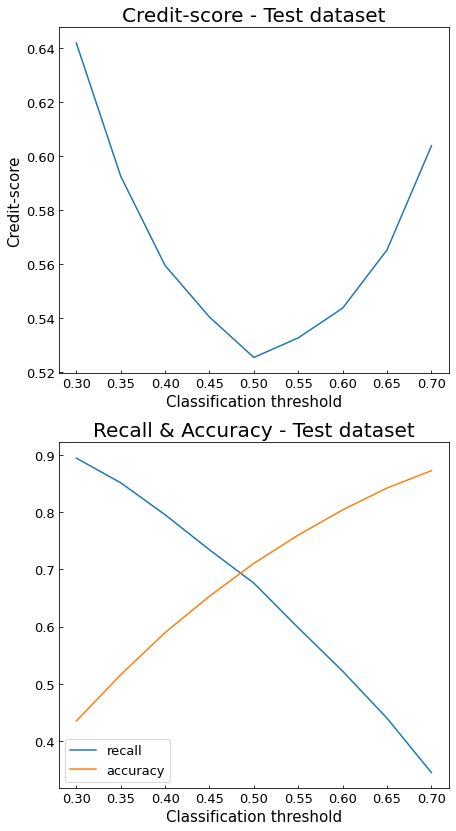 Credit-score - Test dataset
Credit-score
0.64
0.62
0.60
0.58
0.56
0.54
0.52
0.30 0.35 0.40 0.45 0.50 0.55 0.60 0.65 0.70
Classification threshold
Recall & Accuracy - Test dataset
0.9
0.8
0.7
0.6
0.5
0.4
recall
accuracy
0.30 0.35 0.40 0.45 0.50 0.55 0.60 0.65 0.70
Classification threshold